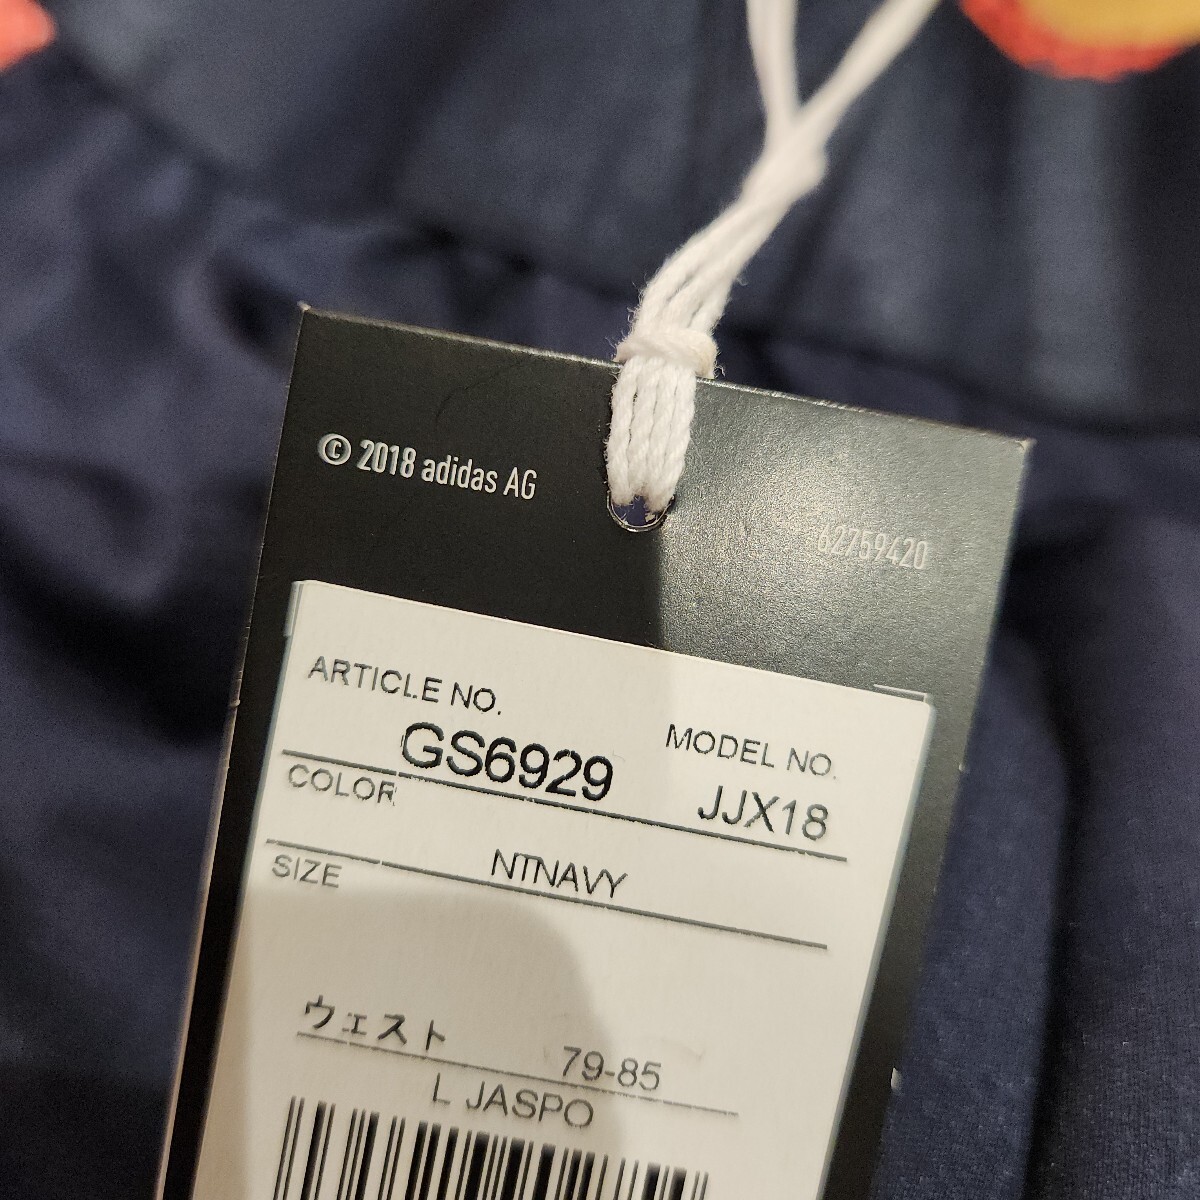 © 2018 adidas AG
62759420
ARTICLE NO.
MODEL NO.
GS6929
JJX18
COLOR
NTNAVY
SIZE
ウェスト 79-85
L JASPO